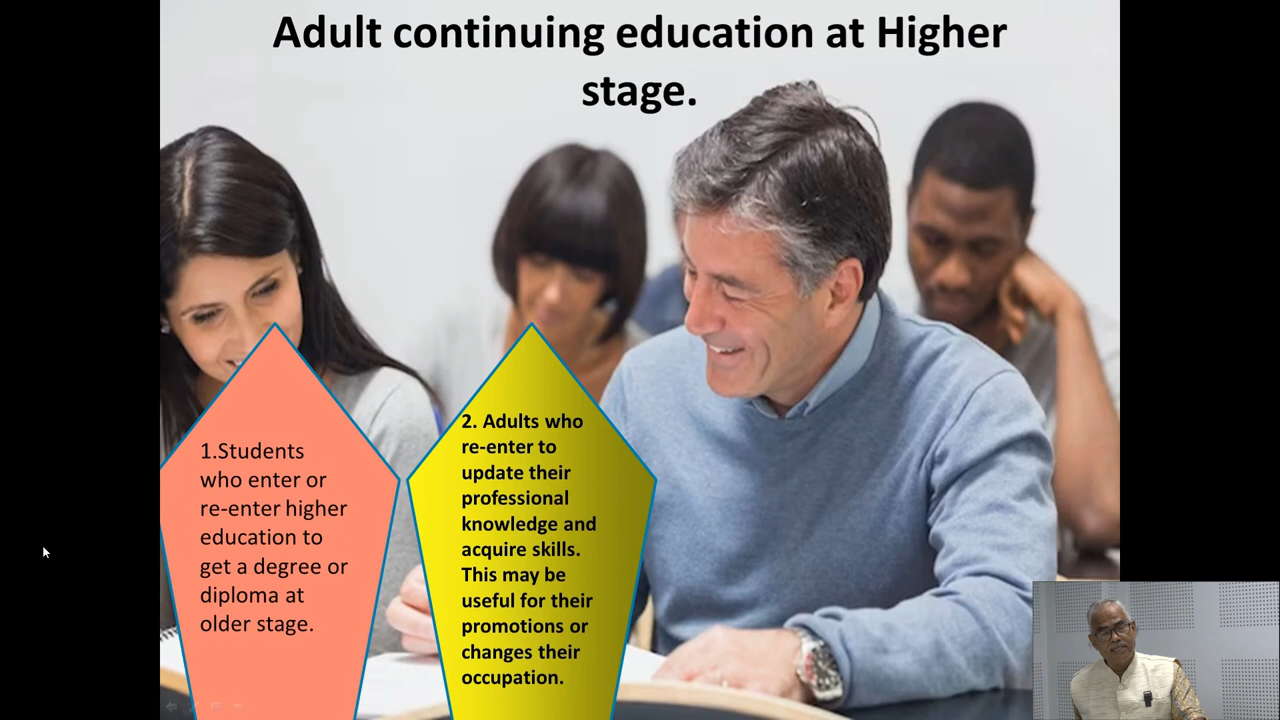 Adult continuing education at Higher
stage.
1.Students
who enter or
re-enter higher
education to
get a degree or
diploma at
older stage.
2. Adults who
re-enter to
update their
professional
knowledge and
acquire skills.
This may be
useful for their
promotions or
changes their
occupation.